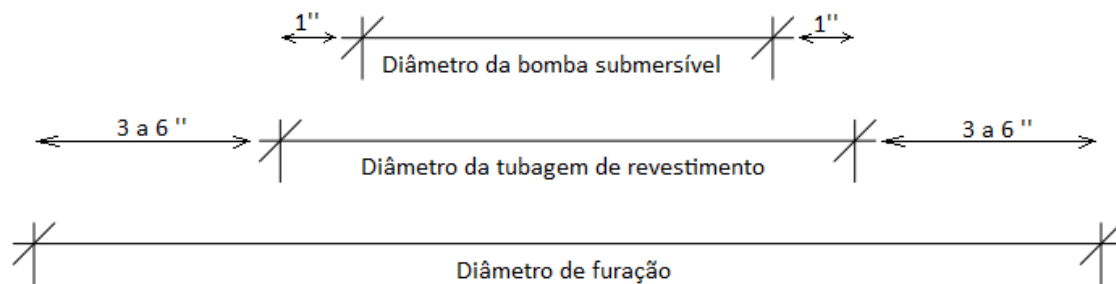 1''
1''
Diâmetro da bomba submersível
3 a 6 ''
3 a 6 ''
Diâmetro da tubagem de revestimento
Diâmetro de furação